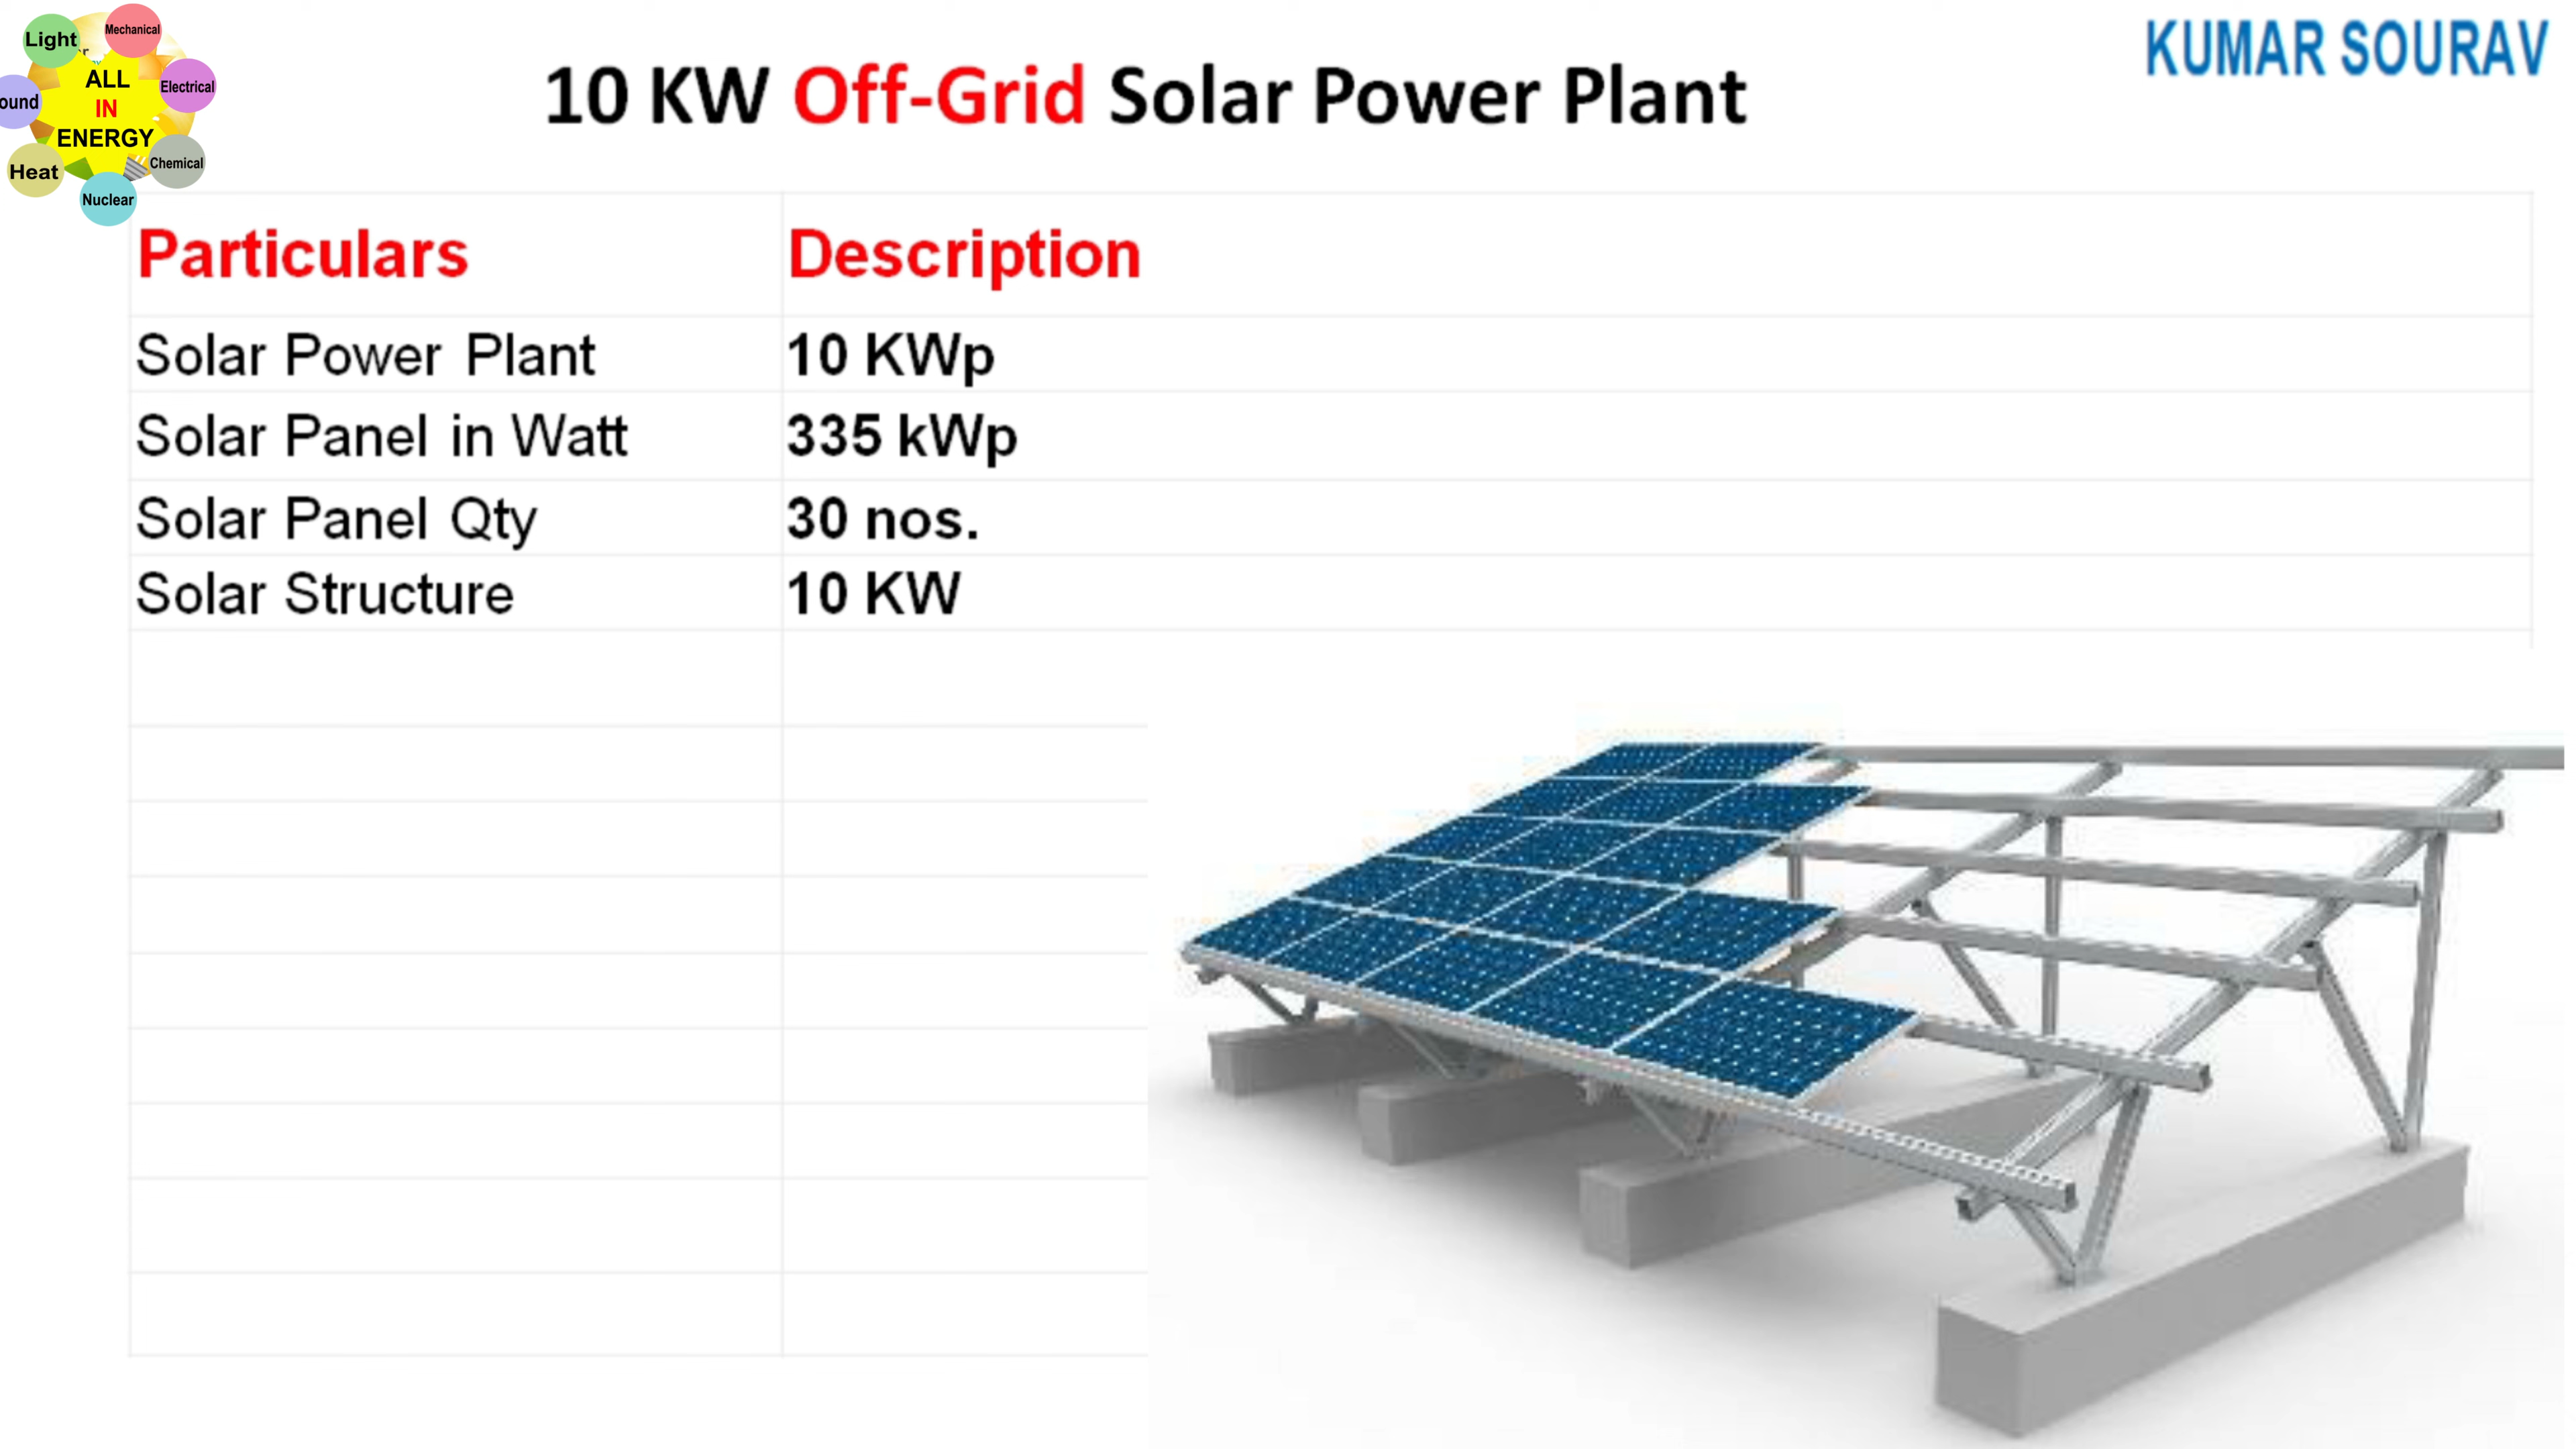 Light
Mechanical
ALL
IN
ENERGY
Electrical
ound
Heat
Chemical
Nuclear
10 KW Off-Grid Solar Power Plant
KUMAR SOURAV
Particulars Description
Solar Power Plant 10 KWp
Solar Panel in Watt 335 kWp
Solar Panel Qty 30 nos.
Solar Structure 10 KW